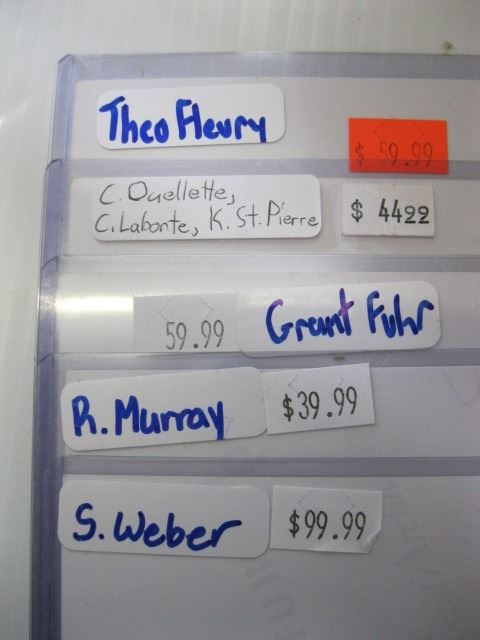 Theo Fleury
$ 59.99
C. Ouellette,
C. Labonte, K. St. Pierre
$ 4422
59.99
Grant Fuhr
R. Murray
$39.99
S. Weber
$99.99